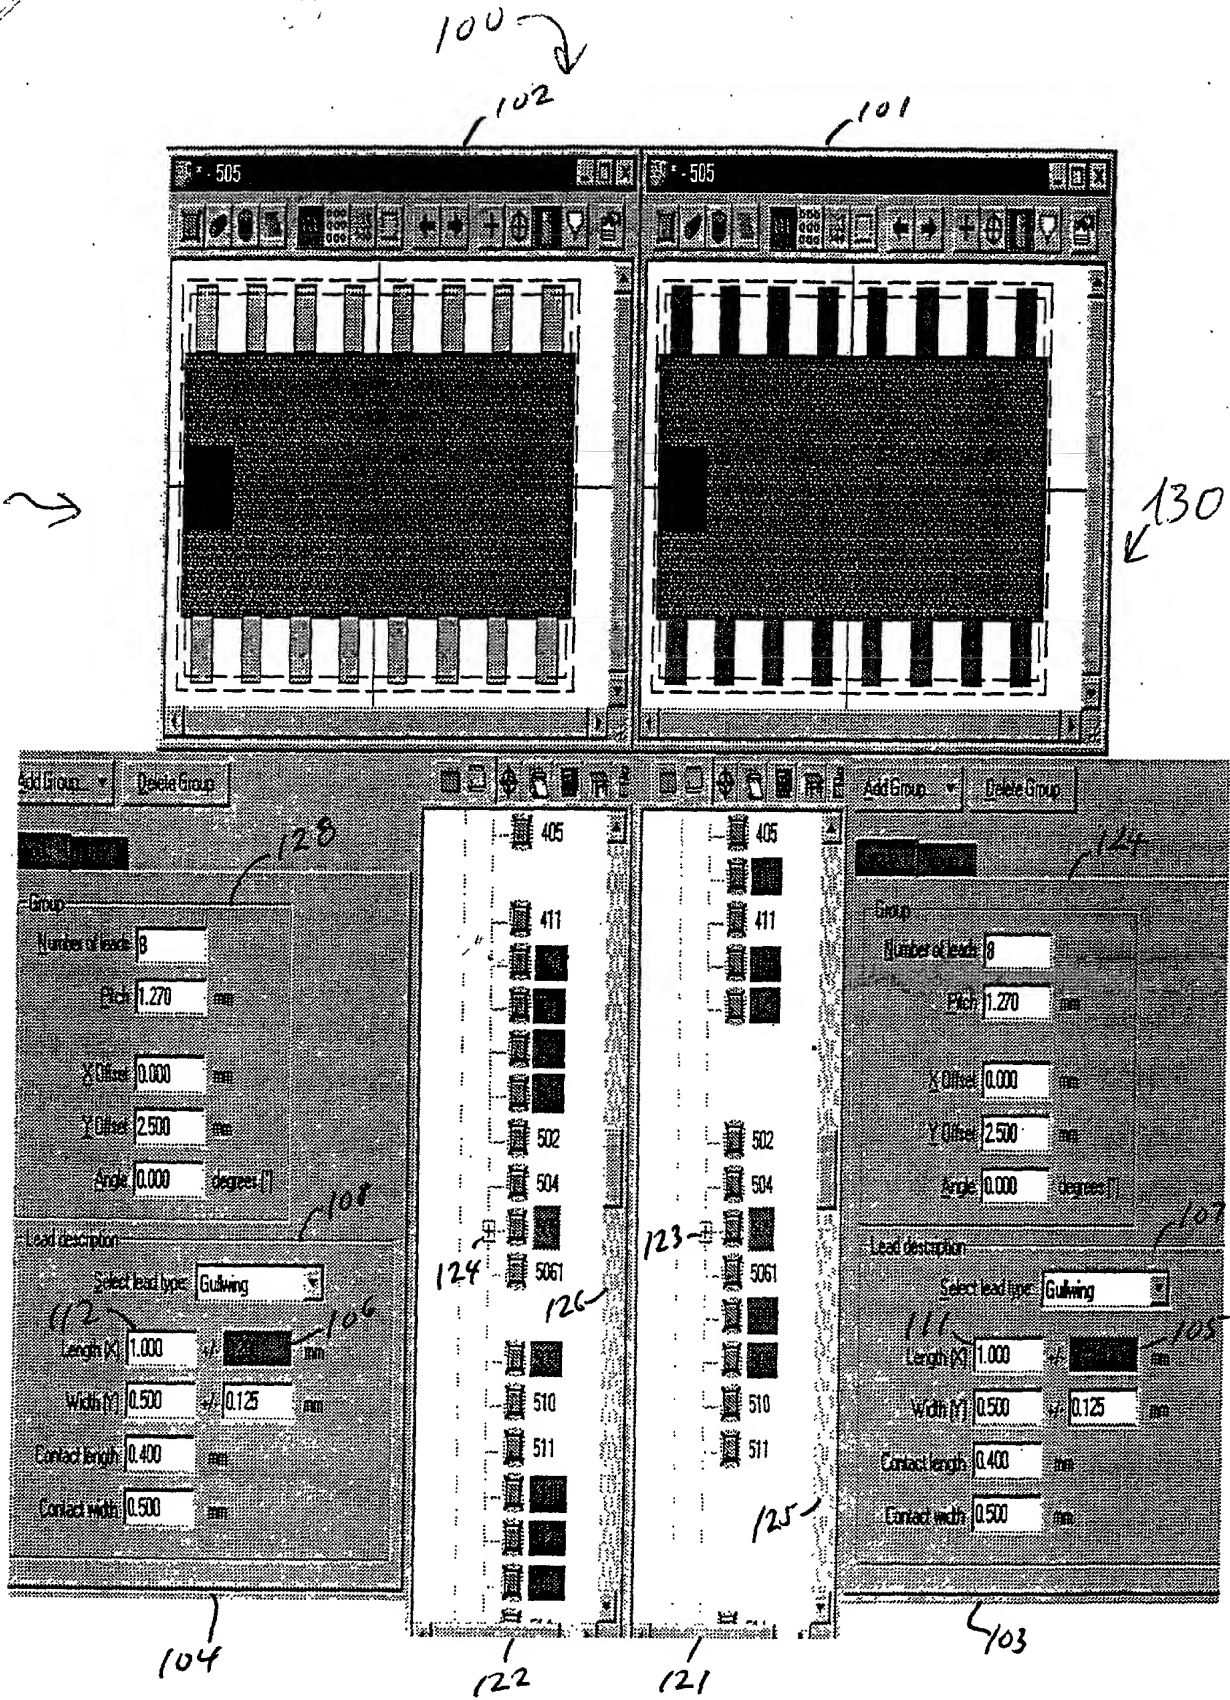 100
102
101
* - 505
* - 505
130
Add Group...
Delete Group
128
Group
Number of leads 8
Pitch 1.270 mm
X Offset 0.000 mm
Y Offset 2.500 mm
Angle 0.000 degrees [°]
108
Lead description
Select lead type: Gullwing
112
106
Length (X) 1.000 +/- mm
Width (Y) 0.500 +/- 0.125 mm
Contact length 0.400 mm
Contact width 0.500 mm
104
405
411
502
504
124
5061
126
510
511
122
405
411
502
504
123
5061
510
511
125
121
Add Group...
Delete Group
124
Group
Number of leads 8
Pitch 1.270 mm
X Offset 0.000 mm
Y Offset 2.500 mm
Angle 0.000 degrees [°]
107
Lead description
Select lead type: Gullwing
111
105
Length (X) 1.000 +/- mm
Width (Y) 0.500 +/- 0.125 mm
Contact length 0.400 mm
Contact width 0.500 mm
103